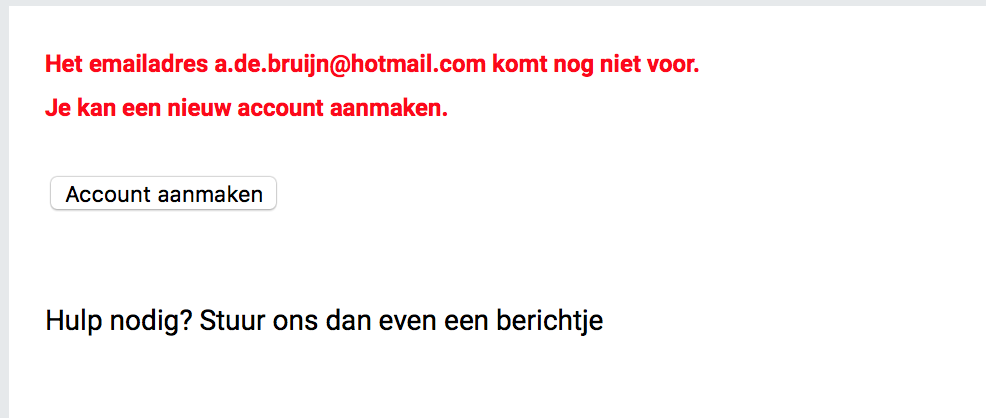 Het emailadres a.de.bruijn@hotmail.com komt nog niet voor.
Je kan een nieuw account aanmaken.
Account aanmaken
Hulp nodig? Stuur ons dan even een berichtje